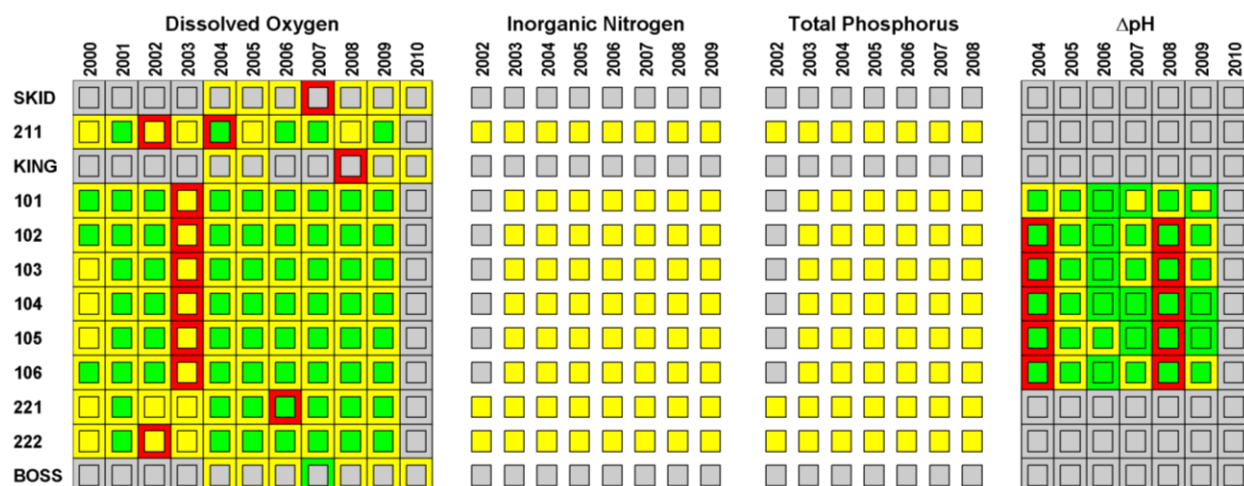 Dissolved Oxygen Inorganic Nitrogen Total Phosphorus ΔpH
2000 2001 2002 2003 2004 2005 2006 2007 2008 2009 2010 2002 2003 2004 2005 2006 2007 2008 2009 2002 2003 2004 2005 2006 2007 2008 2004 2005 2006 2007 2008 2009 2010
SKID
211
KING
101
102
103
104
105
106
221
222
BOSS